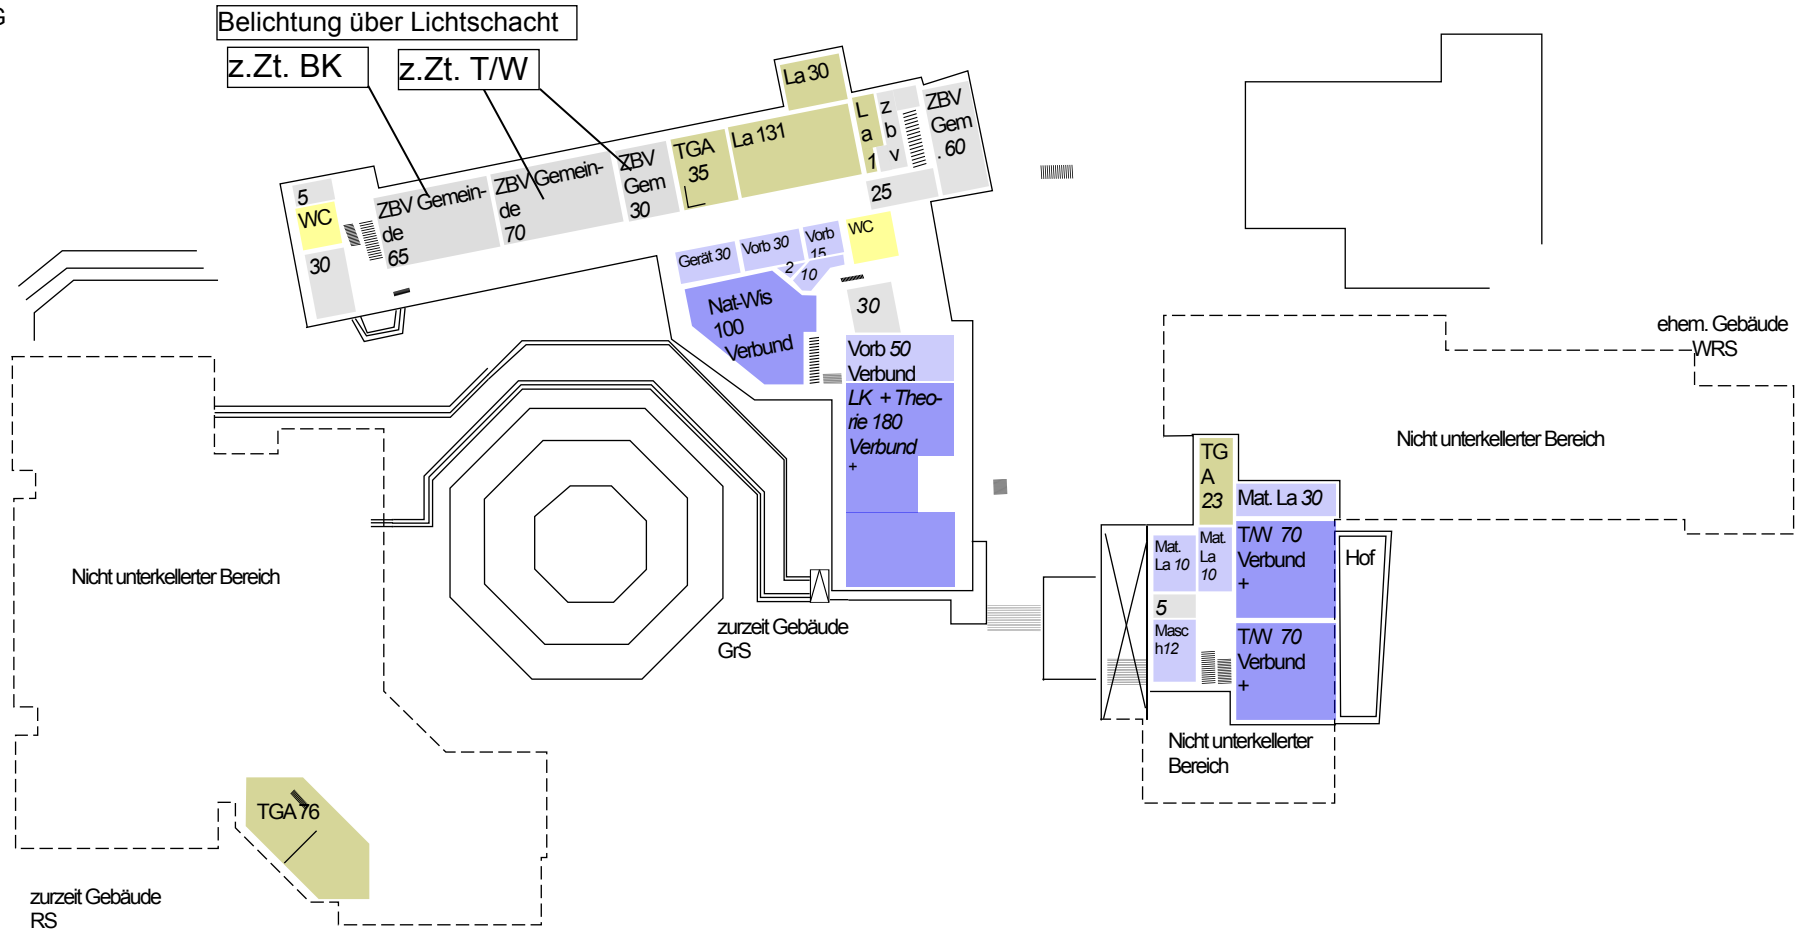 G
Belichtung über Lichtschacht
z.Zt. BK
z.Zt. T/W
La 30
La 131
L
a
1
z
b
v
ZBV
Gem
. 60
TGA
35
ZBV
Gem
30
ZBV Gemein-
de
70
ZBV Gemein-
de
65
5
WC
30
25
Gerät 30
Vorb 30
Vorb
15
WC
2
10
Nat-Wis
100
Verbund
30
Vorb 50
Verbund
LK + Theo-
rie 180
Verbund
+
ehem. Gebäude
WRS
Nicht unterkellerter Bereich
TG
A
23
Mat. La 30
Mat.
La 10
Mat.
La
10
T/W 70
Verbund
+
Hof
5
Masc
h12
T/W 70
Verbund
+
Nicht unterkellerter
Bereich
Nicht unterkellerter Bereich
zurzeit Gebäude
GrS
TGA 76
zurzeit Gebäude
RS